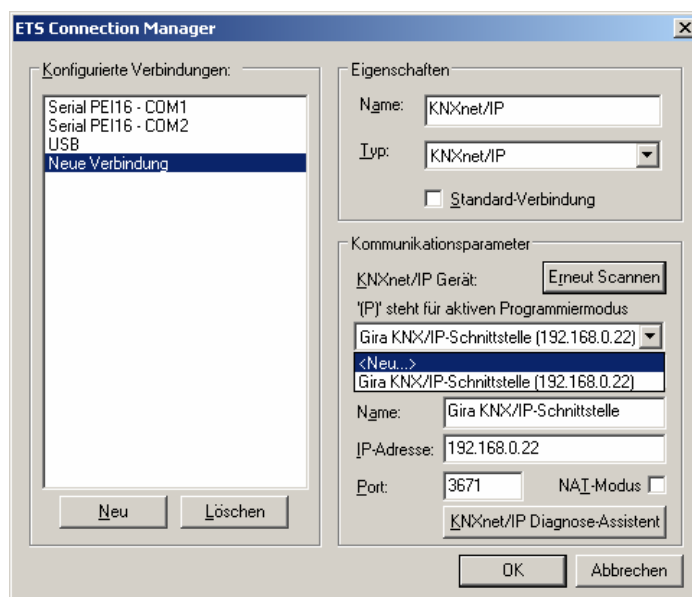 ETS Connection Manager
Konfigurierte Verbindungen:
Serial PEI16 - COM1
Serial PEI16 - COM2
USB
Neue Verbindung
Neu
Löschen
Eigenschaften
Name:
KNXnet/IP
Typ:
KNXnet/IP
Standard-Verbindung
Kommunikationsparameter
KNXnet/IP Gerät:
Erneut Scannen
'(P)' steht für aktiven Programmiermodus
Gira KNX/IP-Schnittstelle (192.168.0.22)
<Neu...>
Gira KNX/IP-Schnittstelle (192.168.0.22)
Name:
Gira KNX/IP-Schnittstelle
IP-Adresse:
192.168.0.22
Port:
3671
NAT-Modus
KNXnet/IP Diagnose-Assistent
OK
Abbrechen